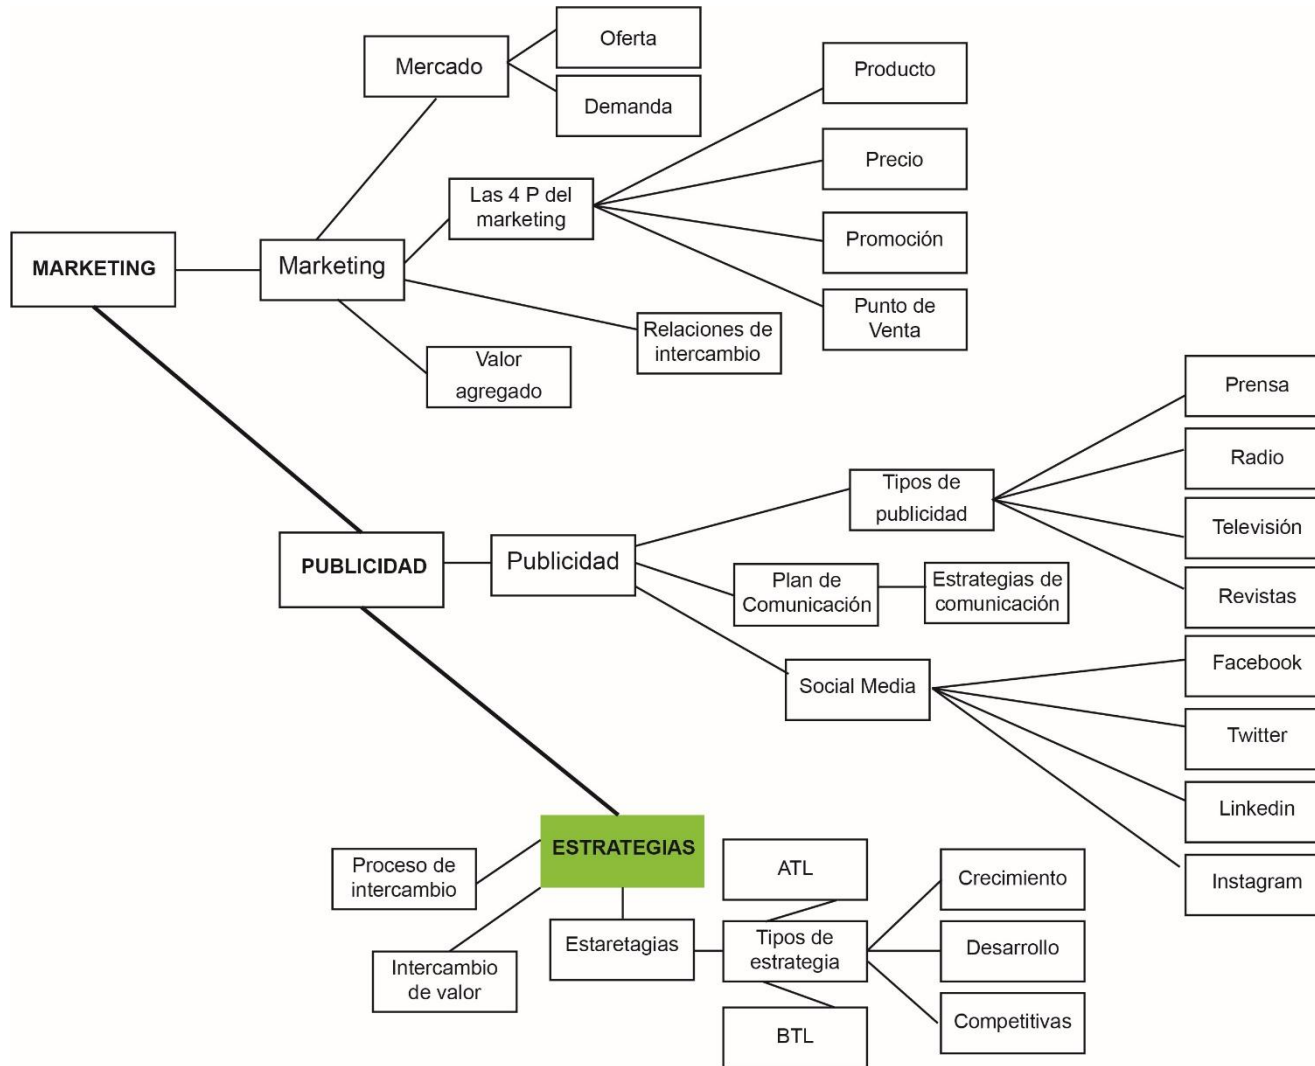 Oferta
Mercado
Demanda
Producto
Precio
Las 4 P del
marketing
Promoción
MARKETING
Marketing
Punto de
Venta
Relaciones de
intercambio
Valor
agregado
Prensa
Radio
Tipos de
publicidad
Televisión
PUBLICIDAD
Publicidad
Plan de
Comunicación
Estrategias de
comunicación
Revistas
Facebook
Social Media
Twitter
Linkedin
Instagram
ESTRATEGIAS
Proceso de
intercambio
ATL
Crecimiento
Estaretagias
Tipos de
estrategia
Desarrollo
Intercambio
de valor
Competitivas
BTL